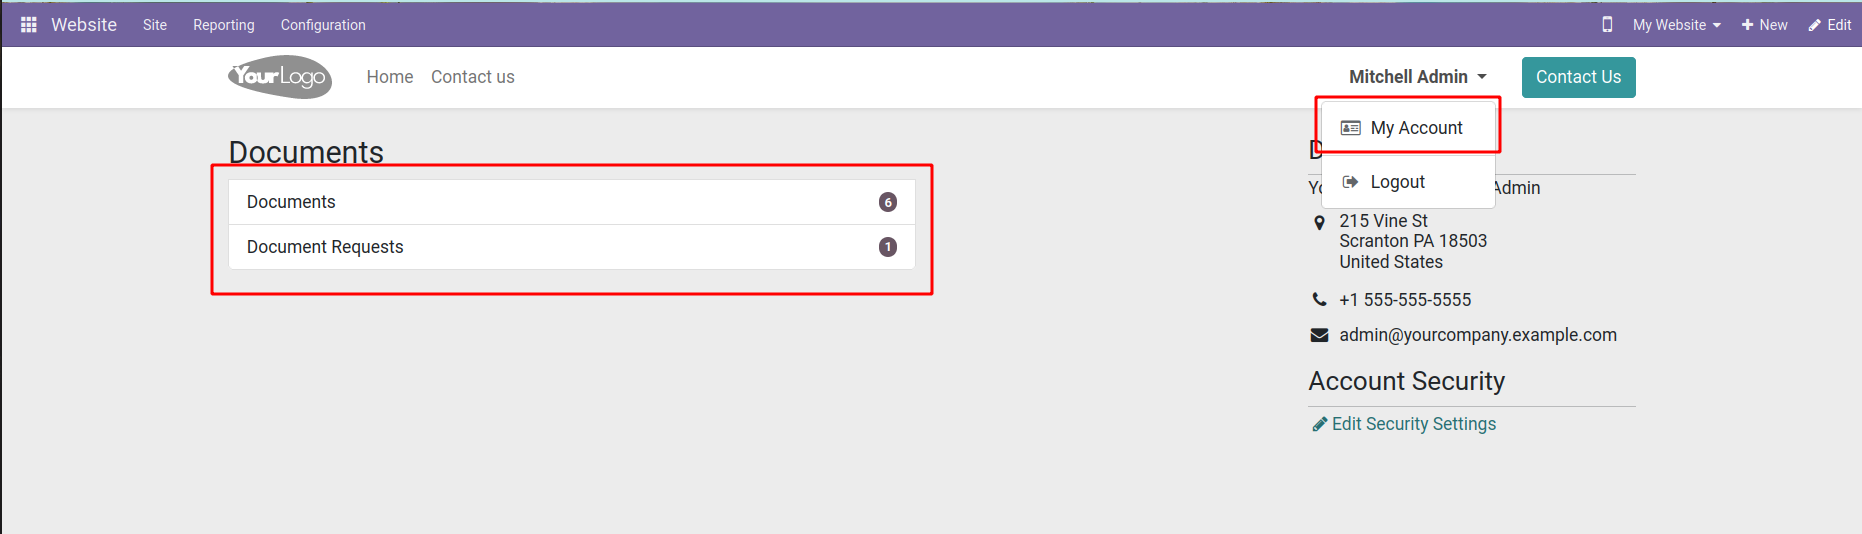 Website Site Reporting Configuration My Website New Edit
YourLogo Home Contact us Mitchell Admin Contact Us
My Account
Logout
Documents
Documents 6
Document Requests 1
D
Yo Admin
215 Vine St
Scranton PA 18503
United States
+1 555-555-5555
admin@yourcompany.example.com
Account Security
Edit Security Settings